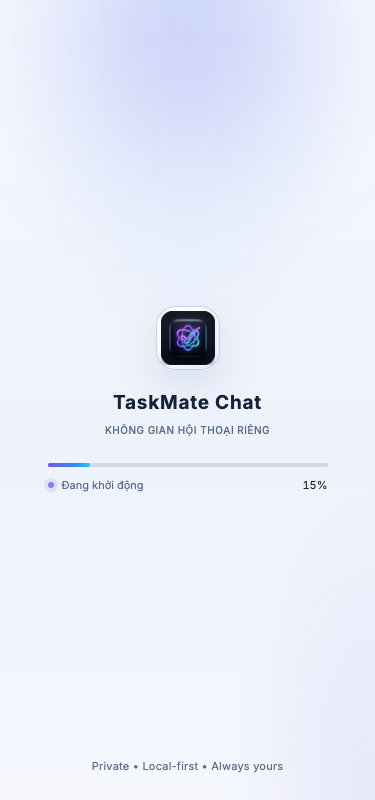 TaskMate Chat
KHÔNG GIAN HỘI THOẠI RIÊNG
Đang khởi động 15%
Private • Local-first • Always yours